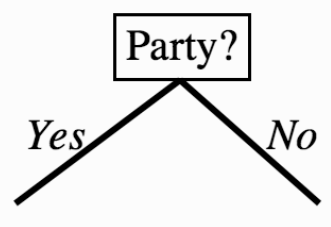 Party?
Yes
No